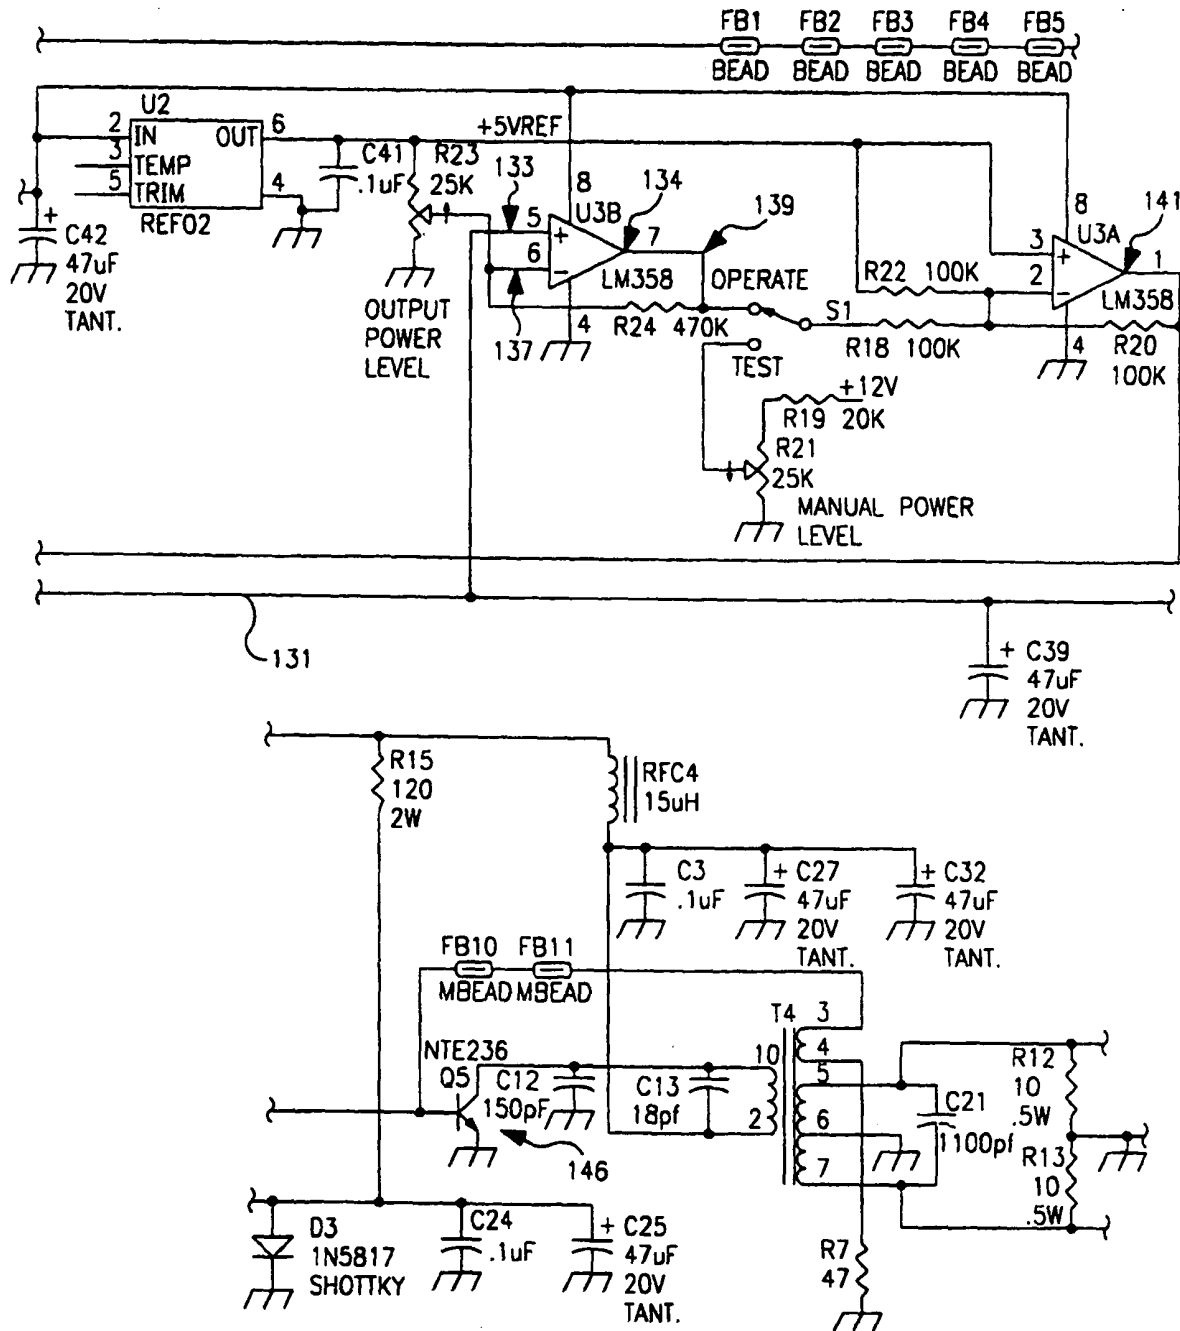 FB1 FB2 FB3 FB4 FB5
BEAD BEAD BEAD BEAD BEAD
U2
2 IN OUT 6
3 TEMP
5 TRIM 4
REF02
+5VREF
C41
.1uF
R23
25K
133
134
139
141
+ C42
47uF
20V
TANT.
OUTPUT
POWER
LEVEL
8
U3B
5 +
6 -
7
LM358
4
137
R24 470K
OPERATE
S1
TEST
R22 100K
R18 100K
8
U3A
3 +
2 -
1
LM358
4
R20
100K
+12V
R19 20K
R21
25K
MANUAL POWER
LEVEL
131
+ C39
47uF
20V
TANT.
R15
120
2W
RFC4
15uH
C3
.1uF
+ C27
47uF
20V
TANT.
+ C32
47uF
20V
TANT.
FB10 FB11
MBEAD MBEAD
NTE236
Q5
C12
150pF
C13
18pf
T4
10
2
3
4
5
6
7
C21
1100pf
R12
10
.5W
R13
10
.5W
146
D3
1N5817
SHOTTKY
C24
.1uF
+ C25
47uF
20V
TANT.
R7
47